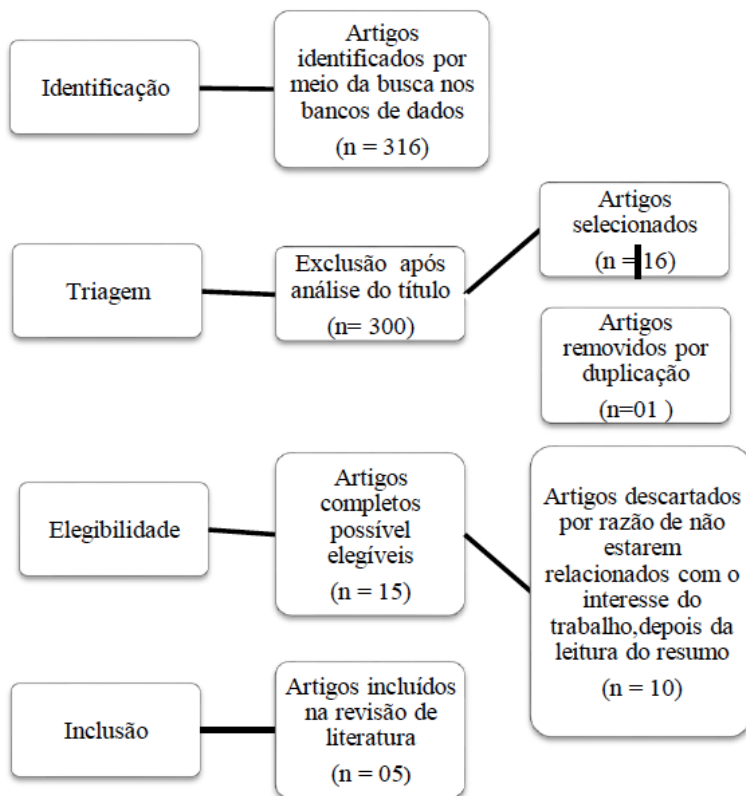 Identificação
Artigos
identificados por
meio da busca nos
bancos de dados
(n = 316)
Triagem
Exclusão após
análise do título
(n= 300)
Artigos
selecionados
(n = 16)
Artigos
removidos por
duplicação
(n=01 )
Elegibilidade
Artigos
completos
possível
elegíveis
(n = 15)
Artigos descartados
por razão de não
estarem
relacionados com o
interesse do
trabalho,depois da
leitura do resumo
(n = 10)
Inclusão
Artigos incluídos
na revisão de
literatura
(n = 05)